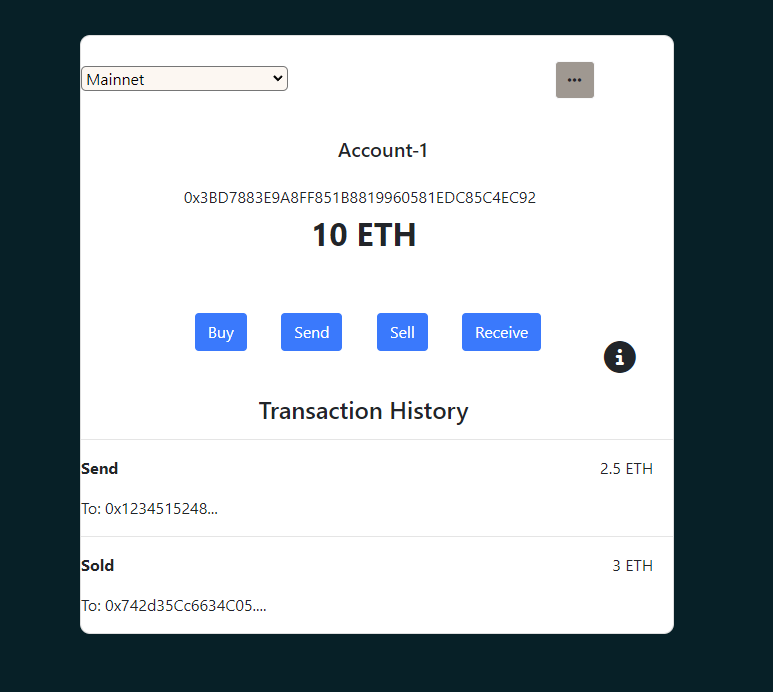 Mainnet
...
Account-1
0x3BD7883E9A8FF851B8819960581EDC85C4EC92
10 ETH
Buy Send Sell Receive
i
Transaction History
Send 2.5 ETH
To: 0x1234515248...
Sold 3 ETH
To: 0x742d35Cc6634C05....